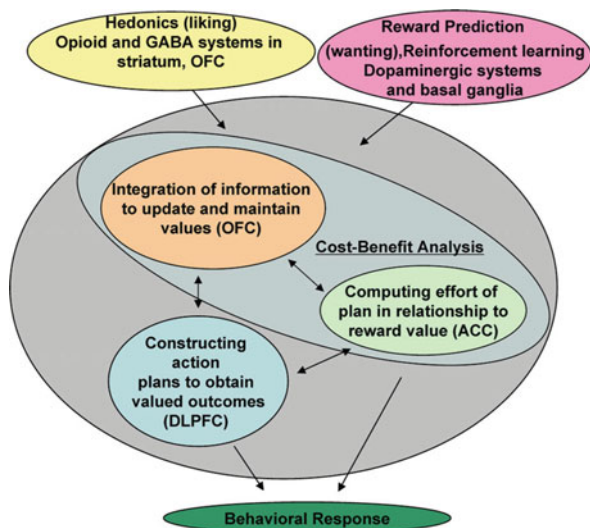 Hedonics (liking)
Opioid and GABA systems in
striatum, OFC
Reward Prediction
(wanting),Reinforcement learning
Dopaminergic systems
and basal ganglia
Integration of information
to update and maintain
values (OFC)
Cost-Benefit Analysis
Computing effort of
plan in relationship to
reward value (ACC)
Constructing
action
plans to obtain
valued outcomes
(DLPFC)
Behavioral Response